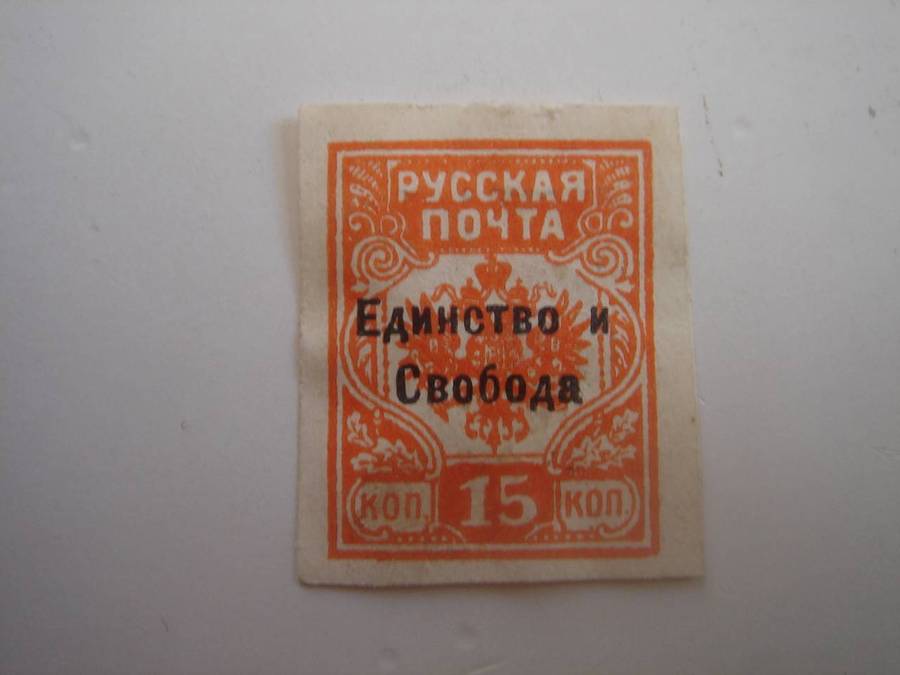 РУССКАЯ
ПОЧТА
Единство и
Свобода
КОП. 15 КОП.